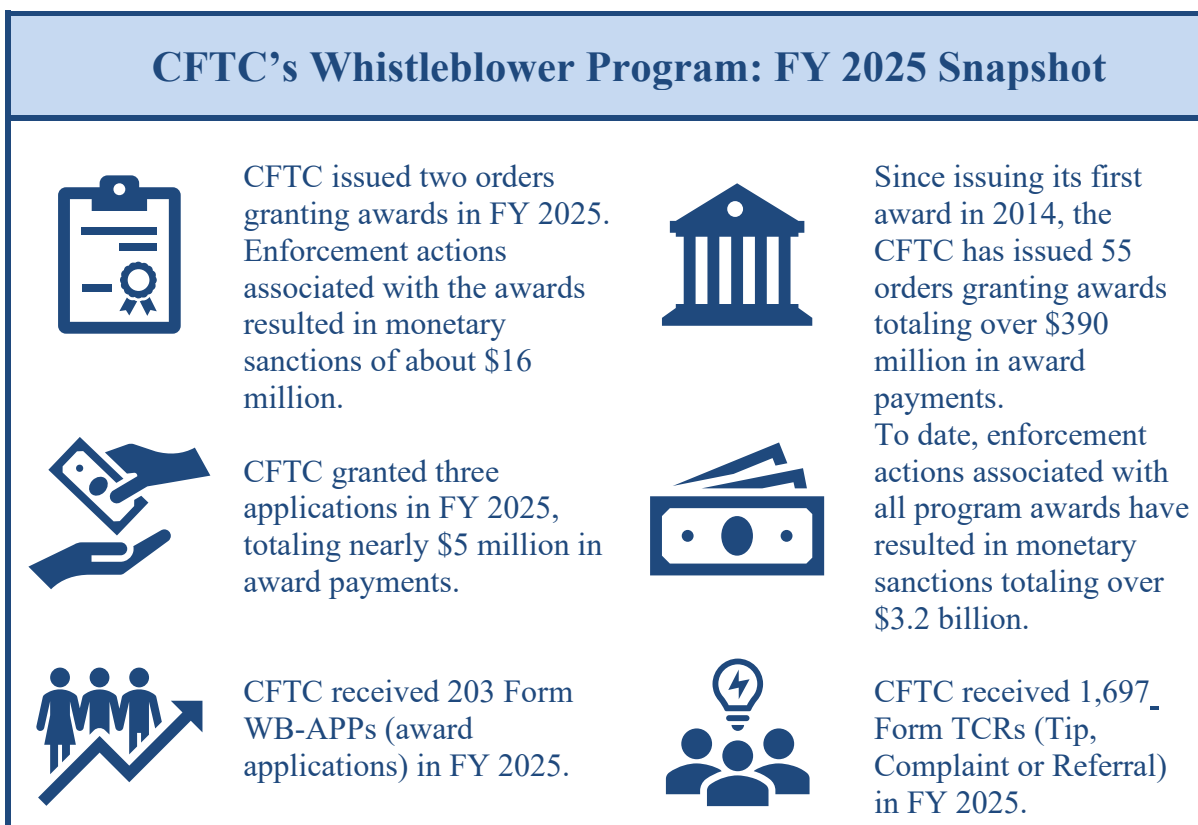 CFTC’s Whistleblower Program: FY 2025 Snapshot
CFTC issued two orders
granting awards in FY 2025.
Enforcement actions
associated with the awards
resulted in monetary
sanctions of about $16
million.
Since issuing its first
award in 2014, the
CFTC has issued 55
orders granting awards
totaling over $390
million in award
payments.
CFTC granted three
applications in FY 2025,
totaling nearly $5 million in
award payments.
To date, enforcement
actions associated with
all program awards have
resulted in monetary
sanctions totaling over
$3.2 billion.
CFTC received 203 Form
WB-APPs (award
applications) in FY 2025.
CFTC received 1,697
Form TCRs (Tip,
Complaint or Referral)
in FY 2025.